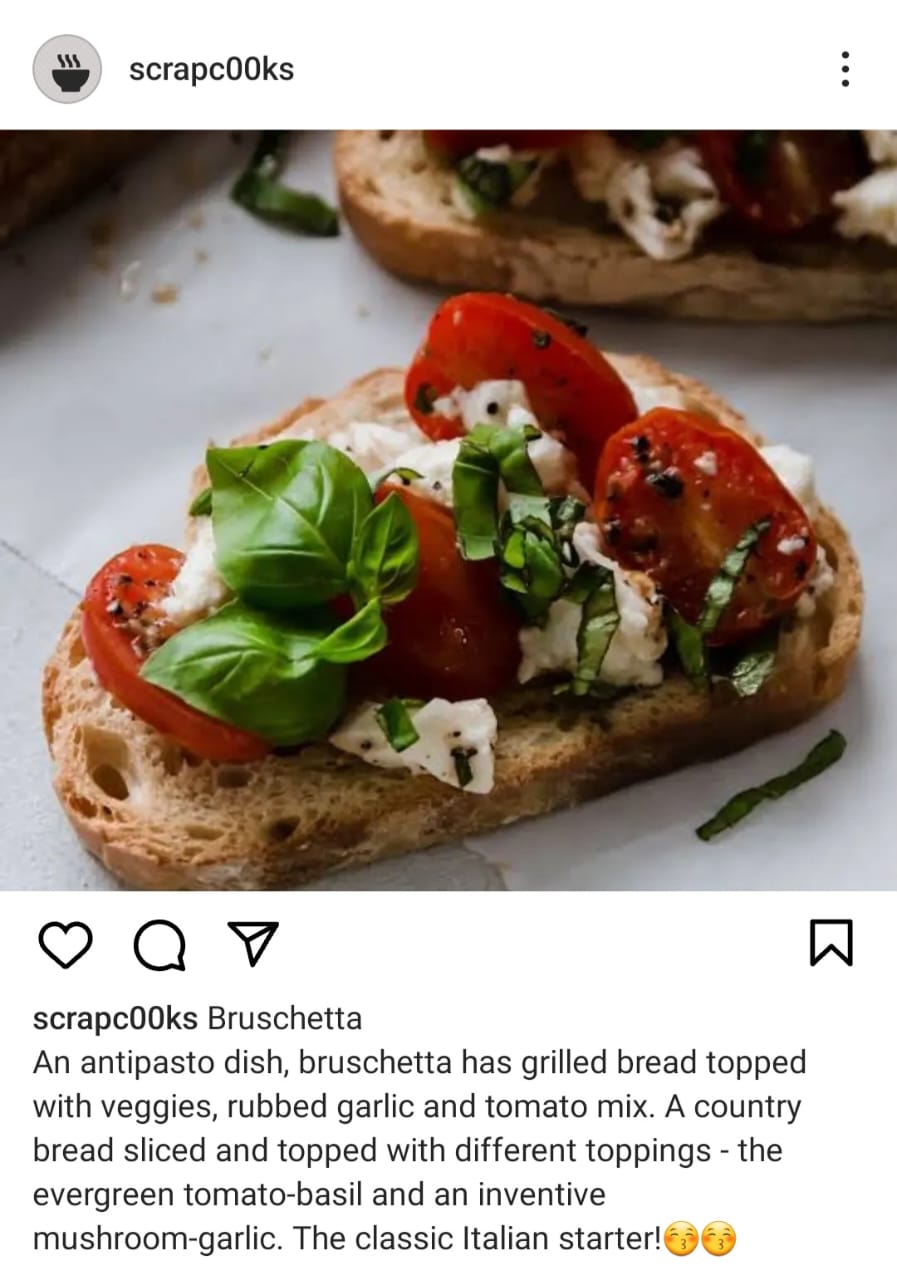 scrapc00ks
scrapc00ks Bruschetta
An antipasto dish, bruschetta has grilled bread topped
with veggies, rubbed garlic and tomato mix. A country
bread sliced and topped with different toppings - the
evergreen tomato-basil and an inventive
mushroom-garlic. The classic Italian starter!😚😚